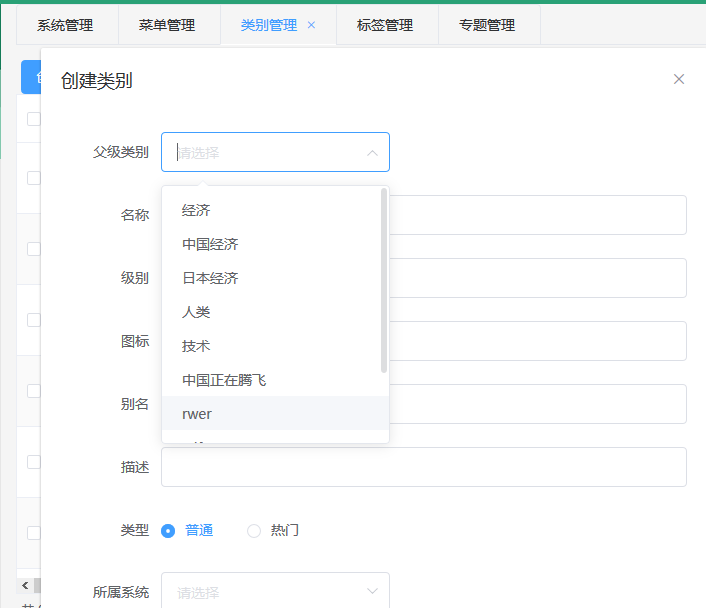 系统管理 菜单管理 类别管理 × 标签管理 专题管理
创建类别 ×
父级类别 请选择
经济
名称
中国经济
级别 日本经济
人类
图标 技术
中国正在腾飞
别名
rwer
描述
类型 普通 热门
所属系统 请选择